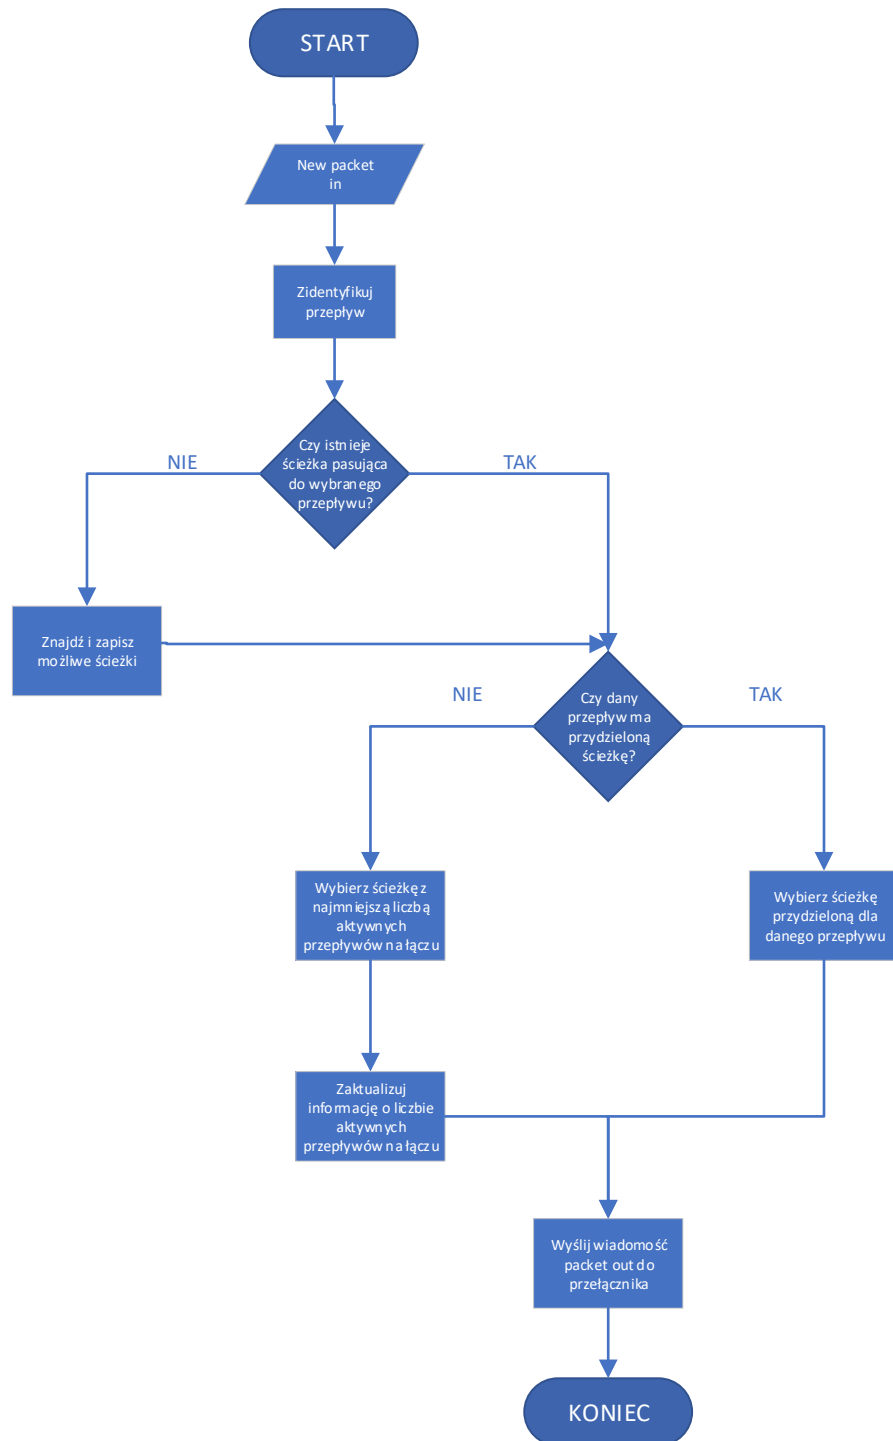 START
New packet
in
Zidentyfikuj
przepływ
Czy istnieje
ścieżka pasująca
do wybranego
przepływu?
NIE
TAK
Znajdź i zapisz
możliwe ścieżki
Czy dany
przepływ ma
przydzieloną
ścieżkę?
NIE
TAK
Wybierz ścieżkę z
najmniejszą liczbą
aktywnych
przepływów na łączu
Wybierz ścieżkę
przydzieloną dla
danego przepływu
Zaktualizuj
informację o liczbie
aktywnych
przepływów na łączu
Wyślij wiadomość
packet out do
przełącznika
KONIEC